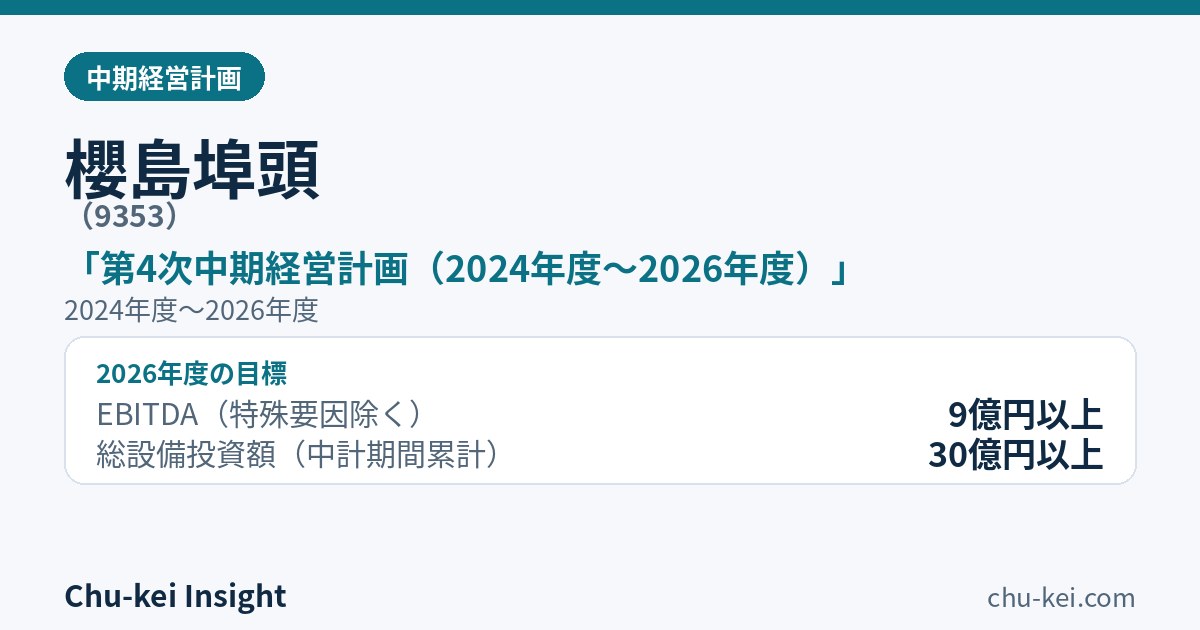 中期経営計画
櫻島埠頭
（9353）
「第4次中期経営計画（2024年度～2026年度）」
2024年度～2026年度
2026年度の目標
EBITDA（特殊要因除く） 9億円以上
総設備投資額（中計期間累計） 30億円以上
Chu-kei Insight
chu-kei.com